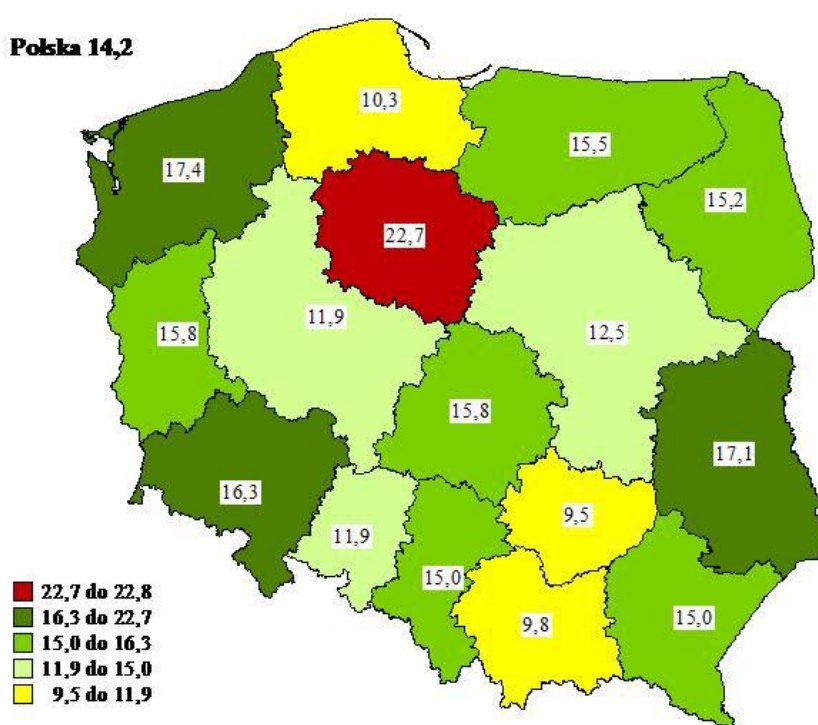 Polska 14,2
10,3
15,5
17,4
15,2
22,7
11,9
12,5
15,8
15,8
17,1
16,3
9,5
11,9
15,0
9,8
15,0
22,7 do 22,8
16,3 do 22,7
15,0 do 16,3
11,9 do 15,0
9,5 do 11,9